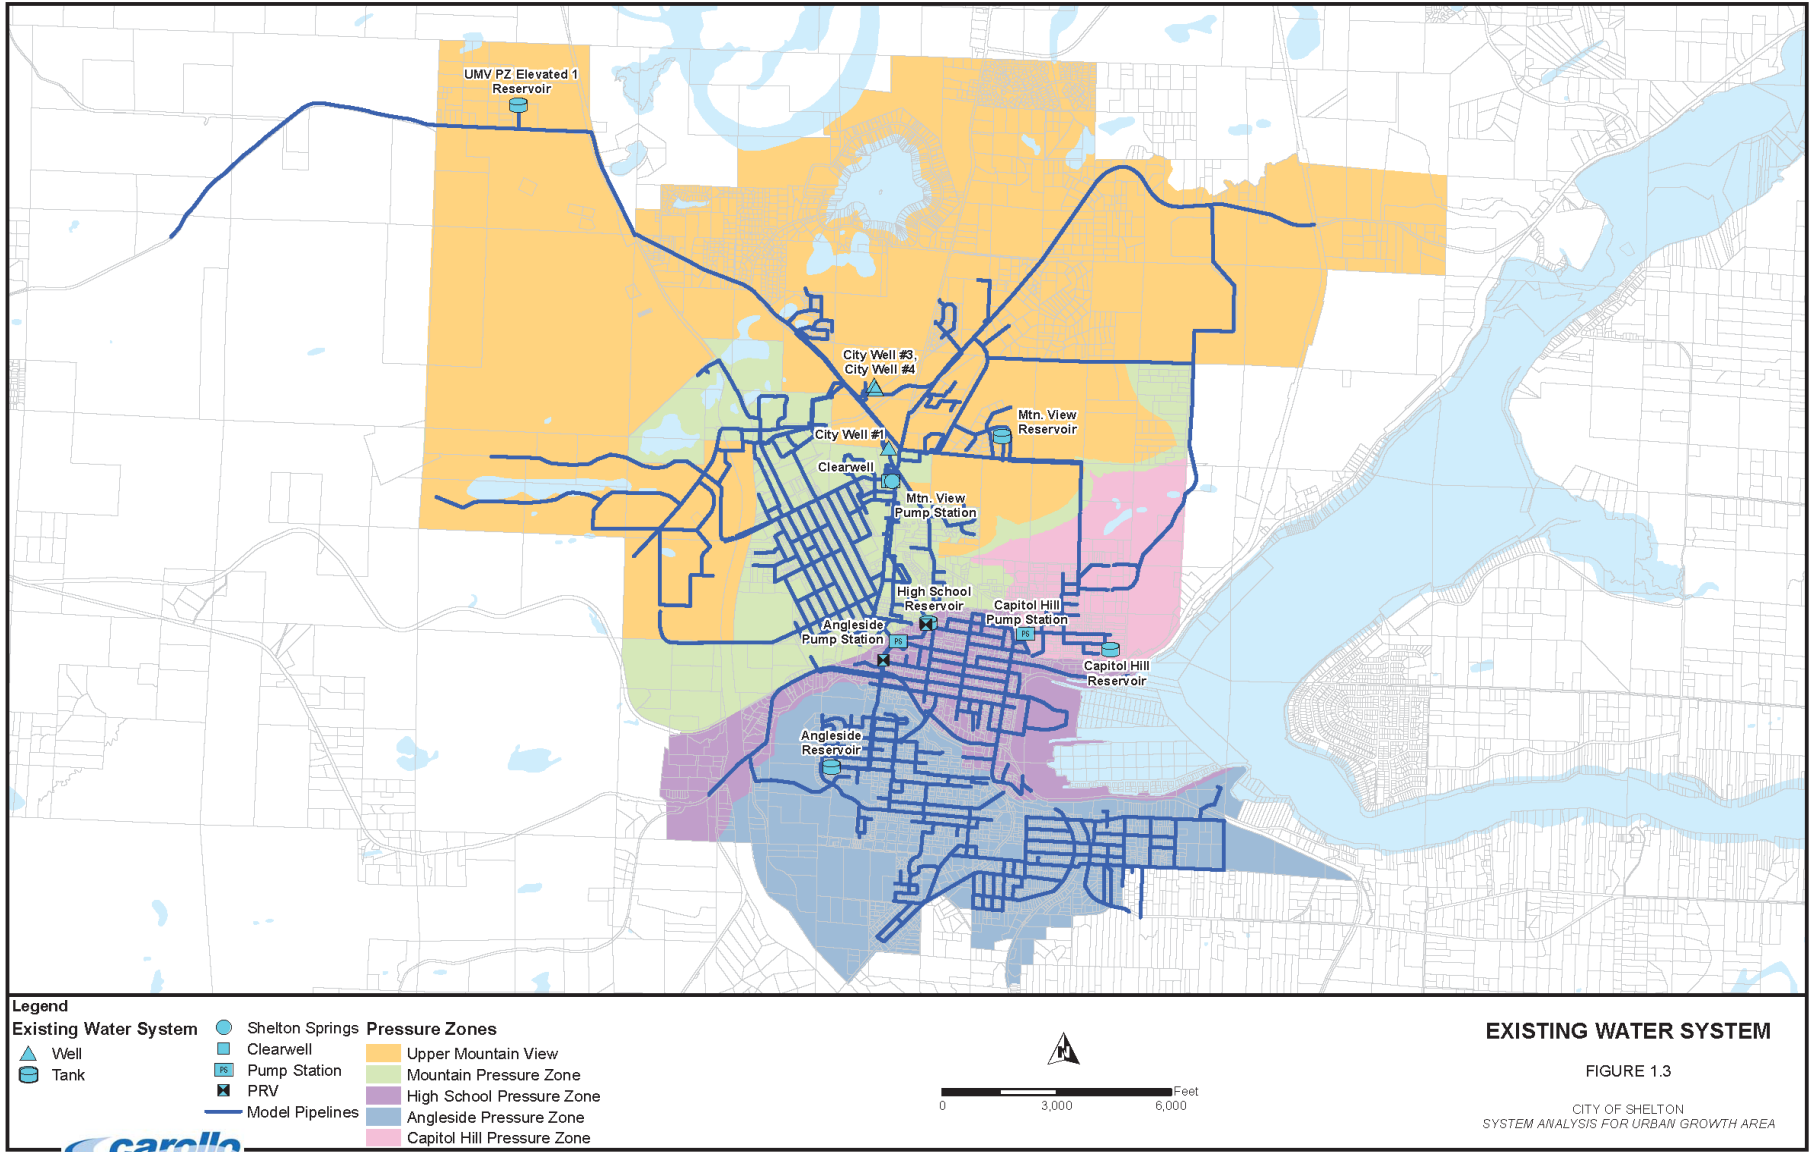 UMV PZ Elevated 1
Reservoir
City Well #3,
City Well #4
Mtn. View
Reservoir
City Well #1
Clearwell
Mtn. View
Pump Station
High School
Reservoir
Capitol Hill
Pump Station
PS
Angleside
Pump Station
PS
Capitol Hill
Reservoir
Angleside
Reservoir
Legend
Existing Water System
Well
Tank
Shelton Springs
Clearwell
PS Pump Station
PRV
Model Pipelines
Pressure Zones
Upper Mountain View
Mountain Pressure Zone
High School Pressure Zone
Angleside Pressure Zone
Capitol Hill Pressure Zone
carollo
N
Feet
0 3,000 6,000
EXISTING WATER SYSTEM
FIGURE 1.3
CITY OF SHELTON
SYSTEM ANALYSIS FOR URBAN GROWTH AREA